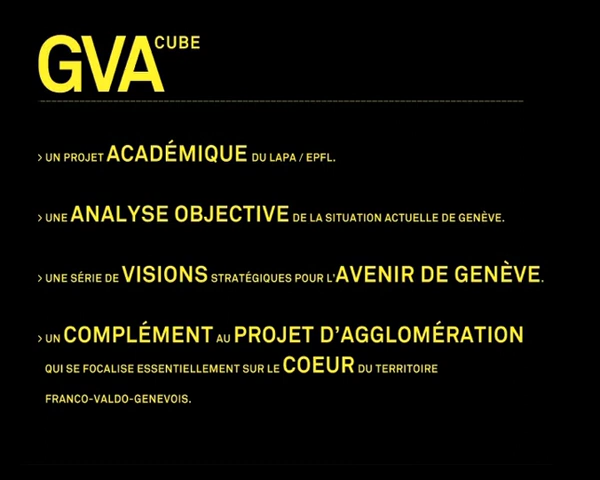 GVA CUBE
> UN PROJET ACADÉMIQUE DU LAPA / EPFL.
> UNE ANALYSE OBJECTIVE DE LA SITUATION ACTUELLE DE GENÈVE.
> UNE SÉRIE DE VISIONS STRATÉGIQUES POUR L'AVENIR DE GENÈVE.
> UN COMPLÉMENT AU PROJET D'AGGLOMÉRATION
QUI SE FOCALISE ESSENTIELLEMENT SUR LE COEUR DU TERRITOIRE
FRANCO-VALDO-GENEVOIS.